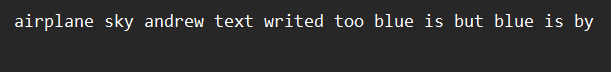 airplane sky andrew text writed too blue is but blue is by